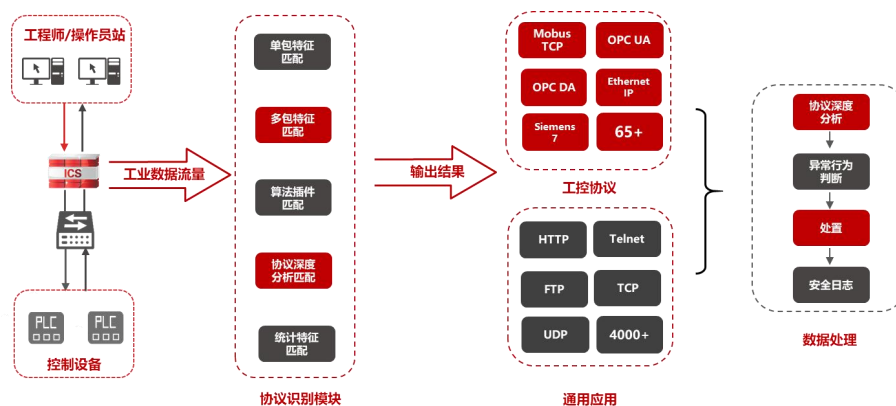 工程师/操作员站
ICS
PLC
PLC
控制设备
工业数据流量
单包特征
匹配
多包特征
匹配
算法插件
匹配
协议深度
分析匹配
统计特征
匹配
协议识别模块
输出结果
Mobus
TCP
OPC UA
OPC DA
Ethernet
IP
Siemens
7
65+
工控协议
HTTP
Telnet
FTP
TCP
UDP
4000+
通用应用
协议深度
分析
异常行为
判断
处置
安全日志
数据处理